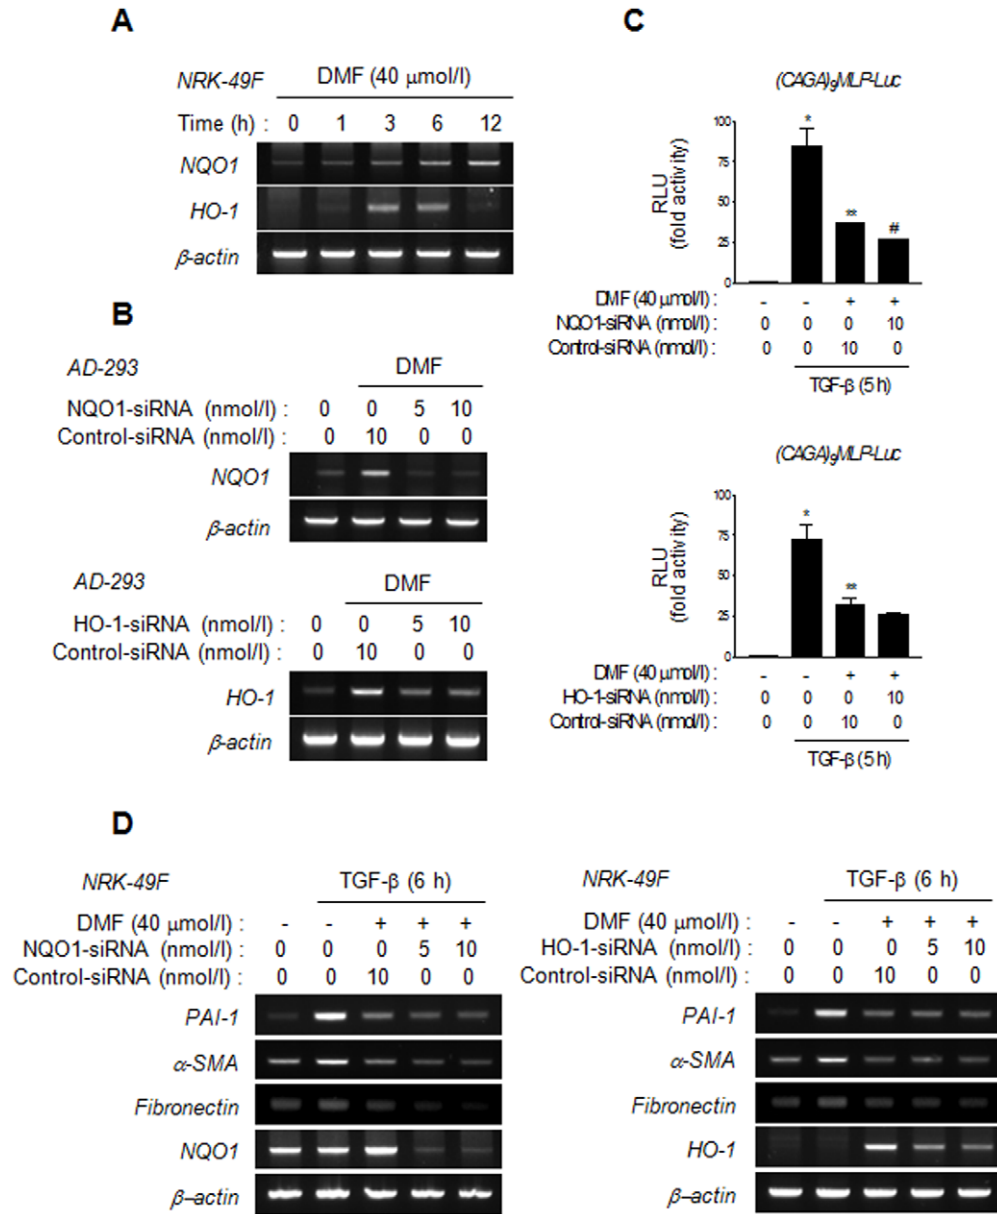 A
NRK-49F
DMF (40 μmol/l)
Time (h) : 0 1 3 6 12
NQO1
HO-1
β-actin
B
AD-293
DMF
NQO1-siRNA (nmol/l) : 0 0 5 10
Control-siRNA (nmol/l) : 0 10 0 0
NQO1
β-actin
AD-293
DMF
HO-1-siRNA (nmol/l) : 0 0 5 10
Control-siRNA (nmol/l) : 0 10 0 0
HO-1
β-actin
C
(CAGA)9MLP-Luc
RLU
(fold activity)
100
75
50
25
0
*
**
#
DMF (40 μmol/l) : - - + +
NQO1-siRNA (nmol/l) : 0 0 0 10
Control-siRNA (nmol/l) : 0 0 10 0
TGF-β (5 h)
(CAGA)9MLP-Luc
RLU
(fold activity)
100
75
50
25
0
*
**
DMF (40 μmol/l) : - - + +
HO-1-siRNA (nmol/l) : 0 0 0 10
Control-siRNA (nmol/l) : 0 0 10 0
TGF-β (5 h)
D
NRK-49F
TGF-β (6 h)
DMF (40 μmol/l) : - - + + +
NQO1-siRNA (nmol/l) : 0 0 0 5 10
Control-siRNA (nmol/l) : 0 0 10 0 0
PAI-1
α-SMA
Fibronectin
NQO1
β–actin
NRK-49F
TGF-β (6 h)
DMF (40 μmol/l) : - - + + +
HO-1-siRNA (nmol/l) : 0 0 0 5 10
Control-siRNA (nmol/l) : 0 0 10 0 0
PAI-1
α-SMA
Fibronectin
HO-1
β–actin